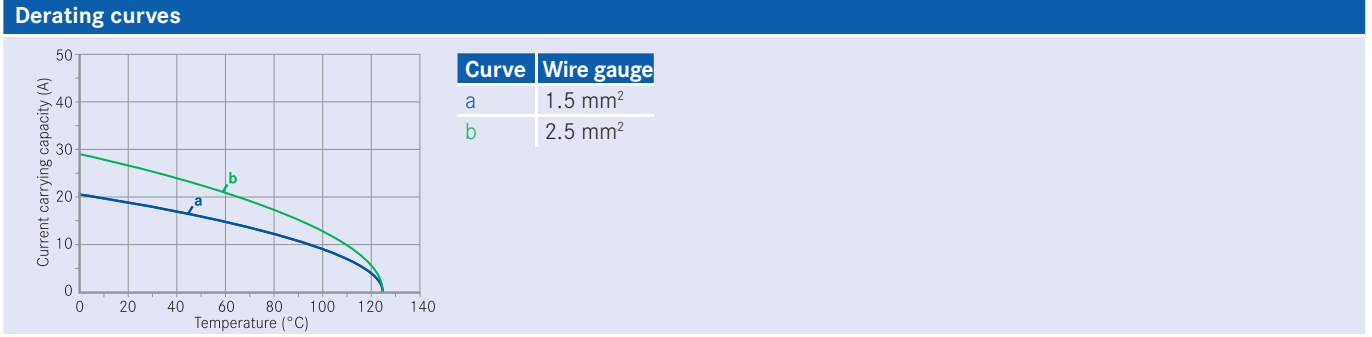 Derating curves
Current carrying capacity (A)
50
40
30
20
10
0
b
a
0 20 40 60 80 100 120 140
Temperature (°C)
Curve Wire gauge
a 1.5 mm²
b 2.5 mm²